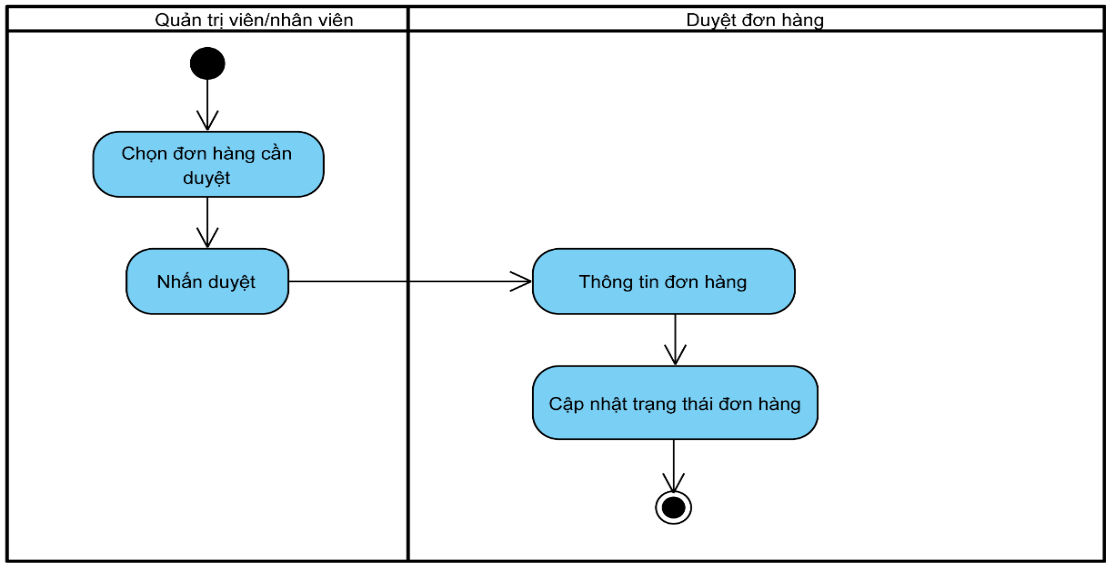 Quản trị viên/nhân viên
Duyệt đơn hàng
Chọn đơn hàng cần
duyệt
Nhấn duyệt
Thông tin đơn hàng
Cập nhật trạng thái đơn hàng